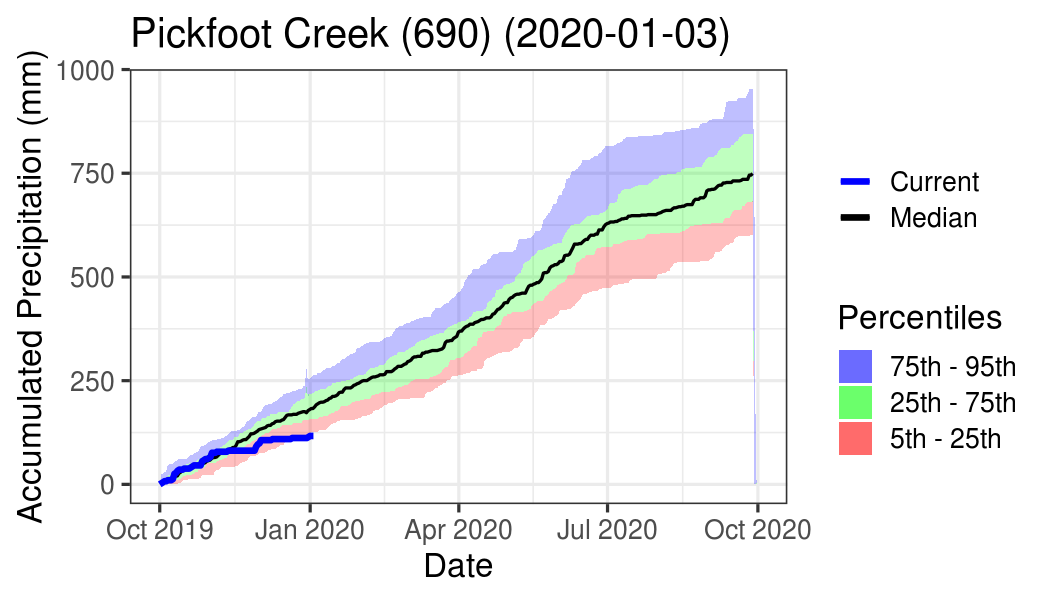 Pickfoot Creek (690) (2020-01-03)
Accumulated Precipitation (mm)
1000
750
500
250
0
Oct 2019
Jan 2020
Apr 2020
Jul 2020
Oct 2020
Date
Current
Median
Percentiles
75th - 95th
25th - 75th
5th - 25th